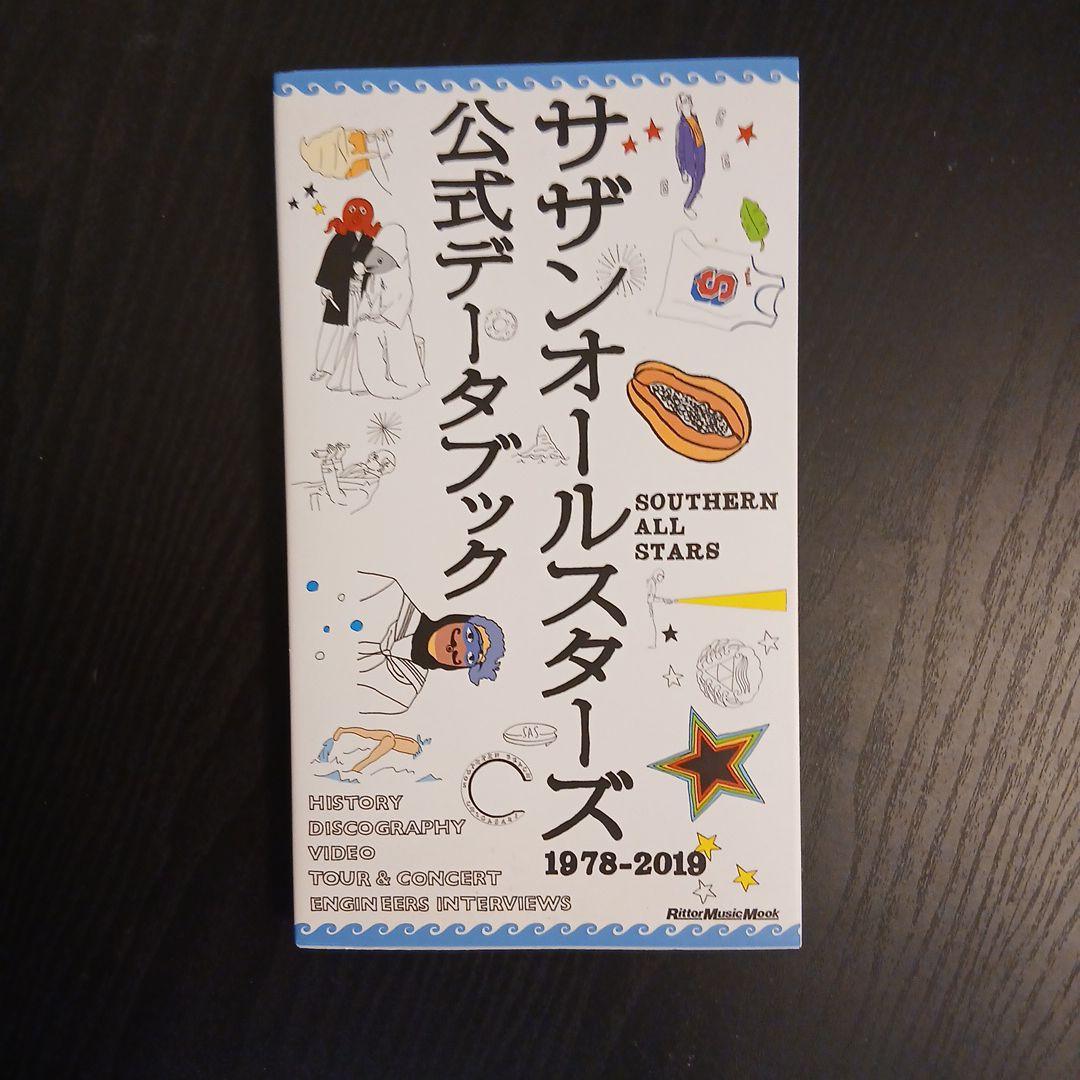 サザンオールスターズ
公式データブック
SOUTHERN
ALL
STARS
1978-2019
S
SAS
HISTORY
DISCOGRAPHY
VIDEO
TOUR & CONCERT
ENGINEERS INTERVIEWS
RittorMusicMook